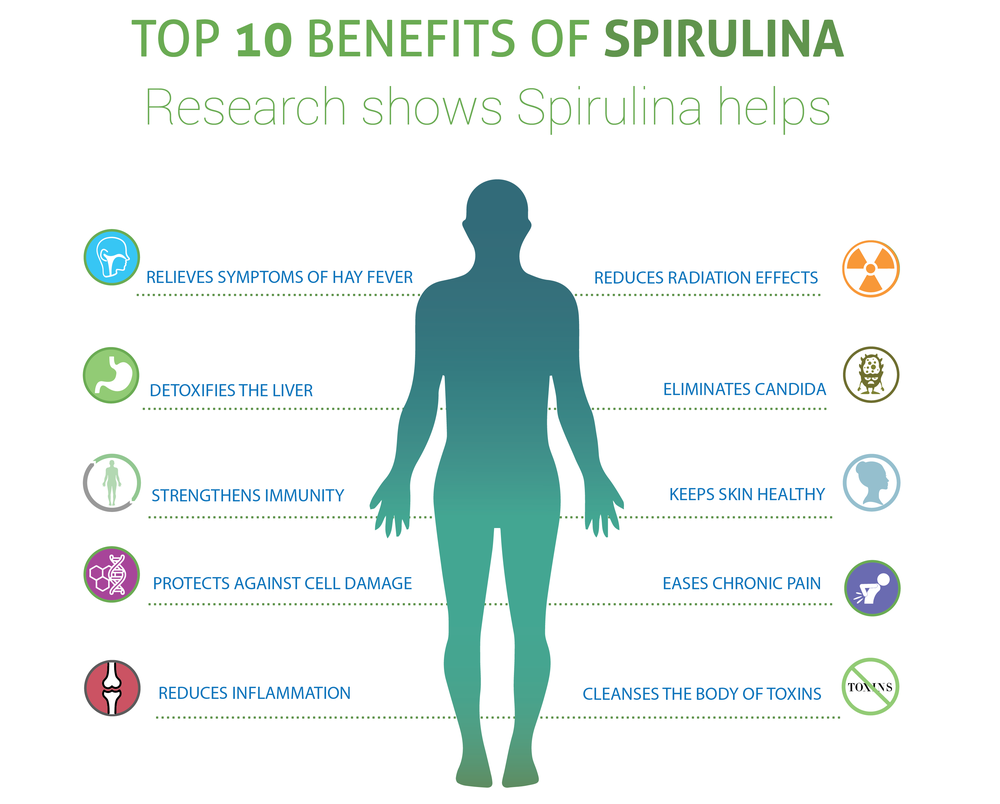 TOP 10 BENEFITS OF SPIRULINA
Research shows Spirulina helps
RELIEVES SYMPTOMS OF HAY FEVER
REDUCES RADIATION EFFECTS
DETOXIFIES THE LIVER
ELIMINATES CANDIDA
STRENGTHENS IMMUNITY
KEEPS SKIN HEALTHY
PROTECTS AGAINST CELL DAMAGE
EASES CHRONIC PAIN
REDUCES INFLAMMATION
CLEANSES THE BODY OF TOXINS
TOXINS